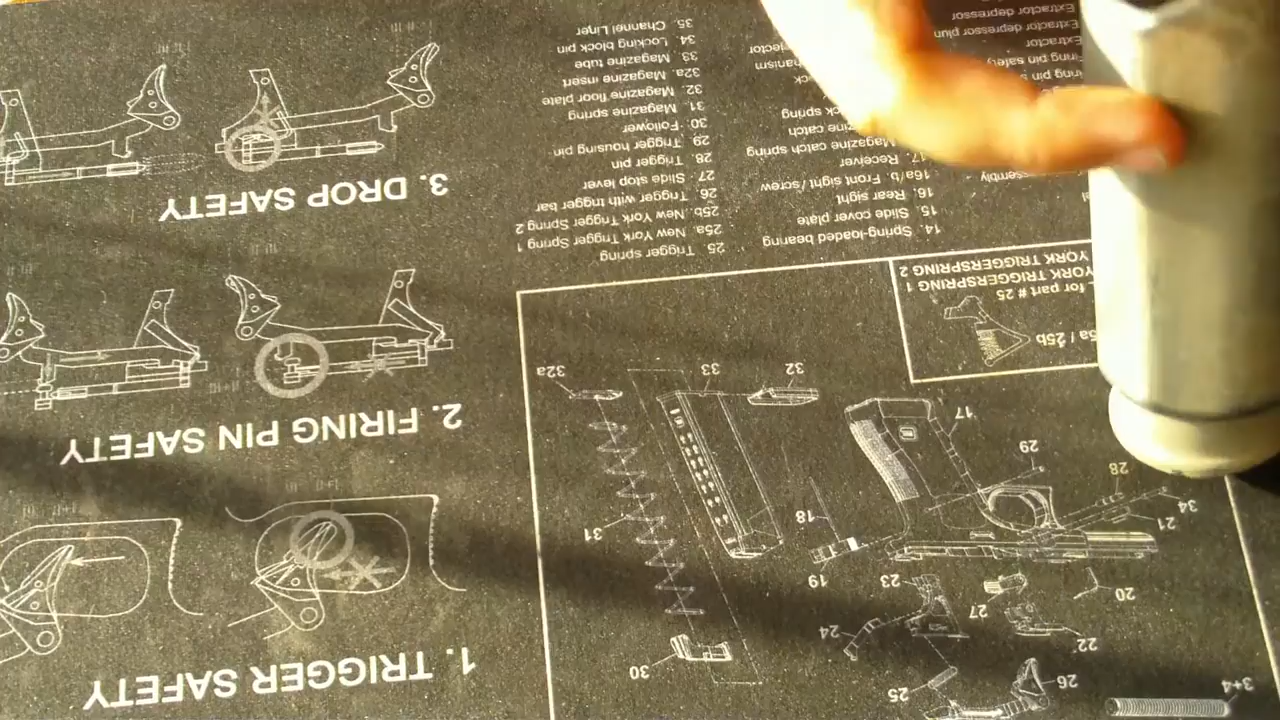 1. TRIGGER SAFETY
2. FIRING PIN SAFETY
3. DROP SAFETY
3+4
26
25
22
24
20
27
23
30
19
21
34
18
28
29
31
17
32
33
32a
5a / 25b
for part # 25
YORK TRIGGERSPRING 1
YORK TRIGGERSPRING 2
14. Spring-loaded bearing
15. Slide cover plate
16. Rear sight
16a/b. Front sight / screw
17. Receiver
Magazine catch spring
catch
spring
25 Trigger spring
25a. New York Trigger Spring 1
25b. New York Trigger Spring 2
26. Trigger with trigger bar
27. Slide stop lever
28. Trigger pin
29 Trigger housing pin
30. Follower
31. Magazine spring
32. Magazine floor plate
32a. Magazine insert
33. Magazine tube
34. Locking block pin
35. Channel Liner
Extractor
Extractor depressor
Extractor depressor